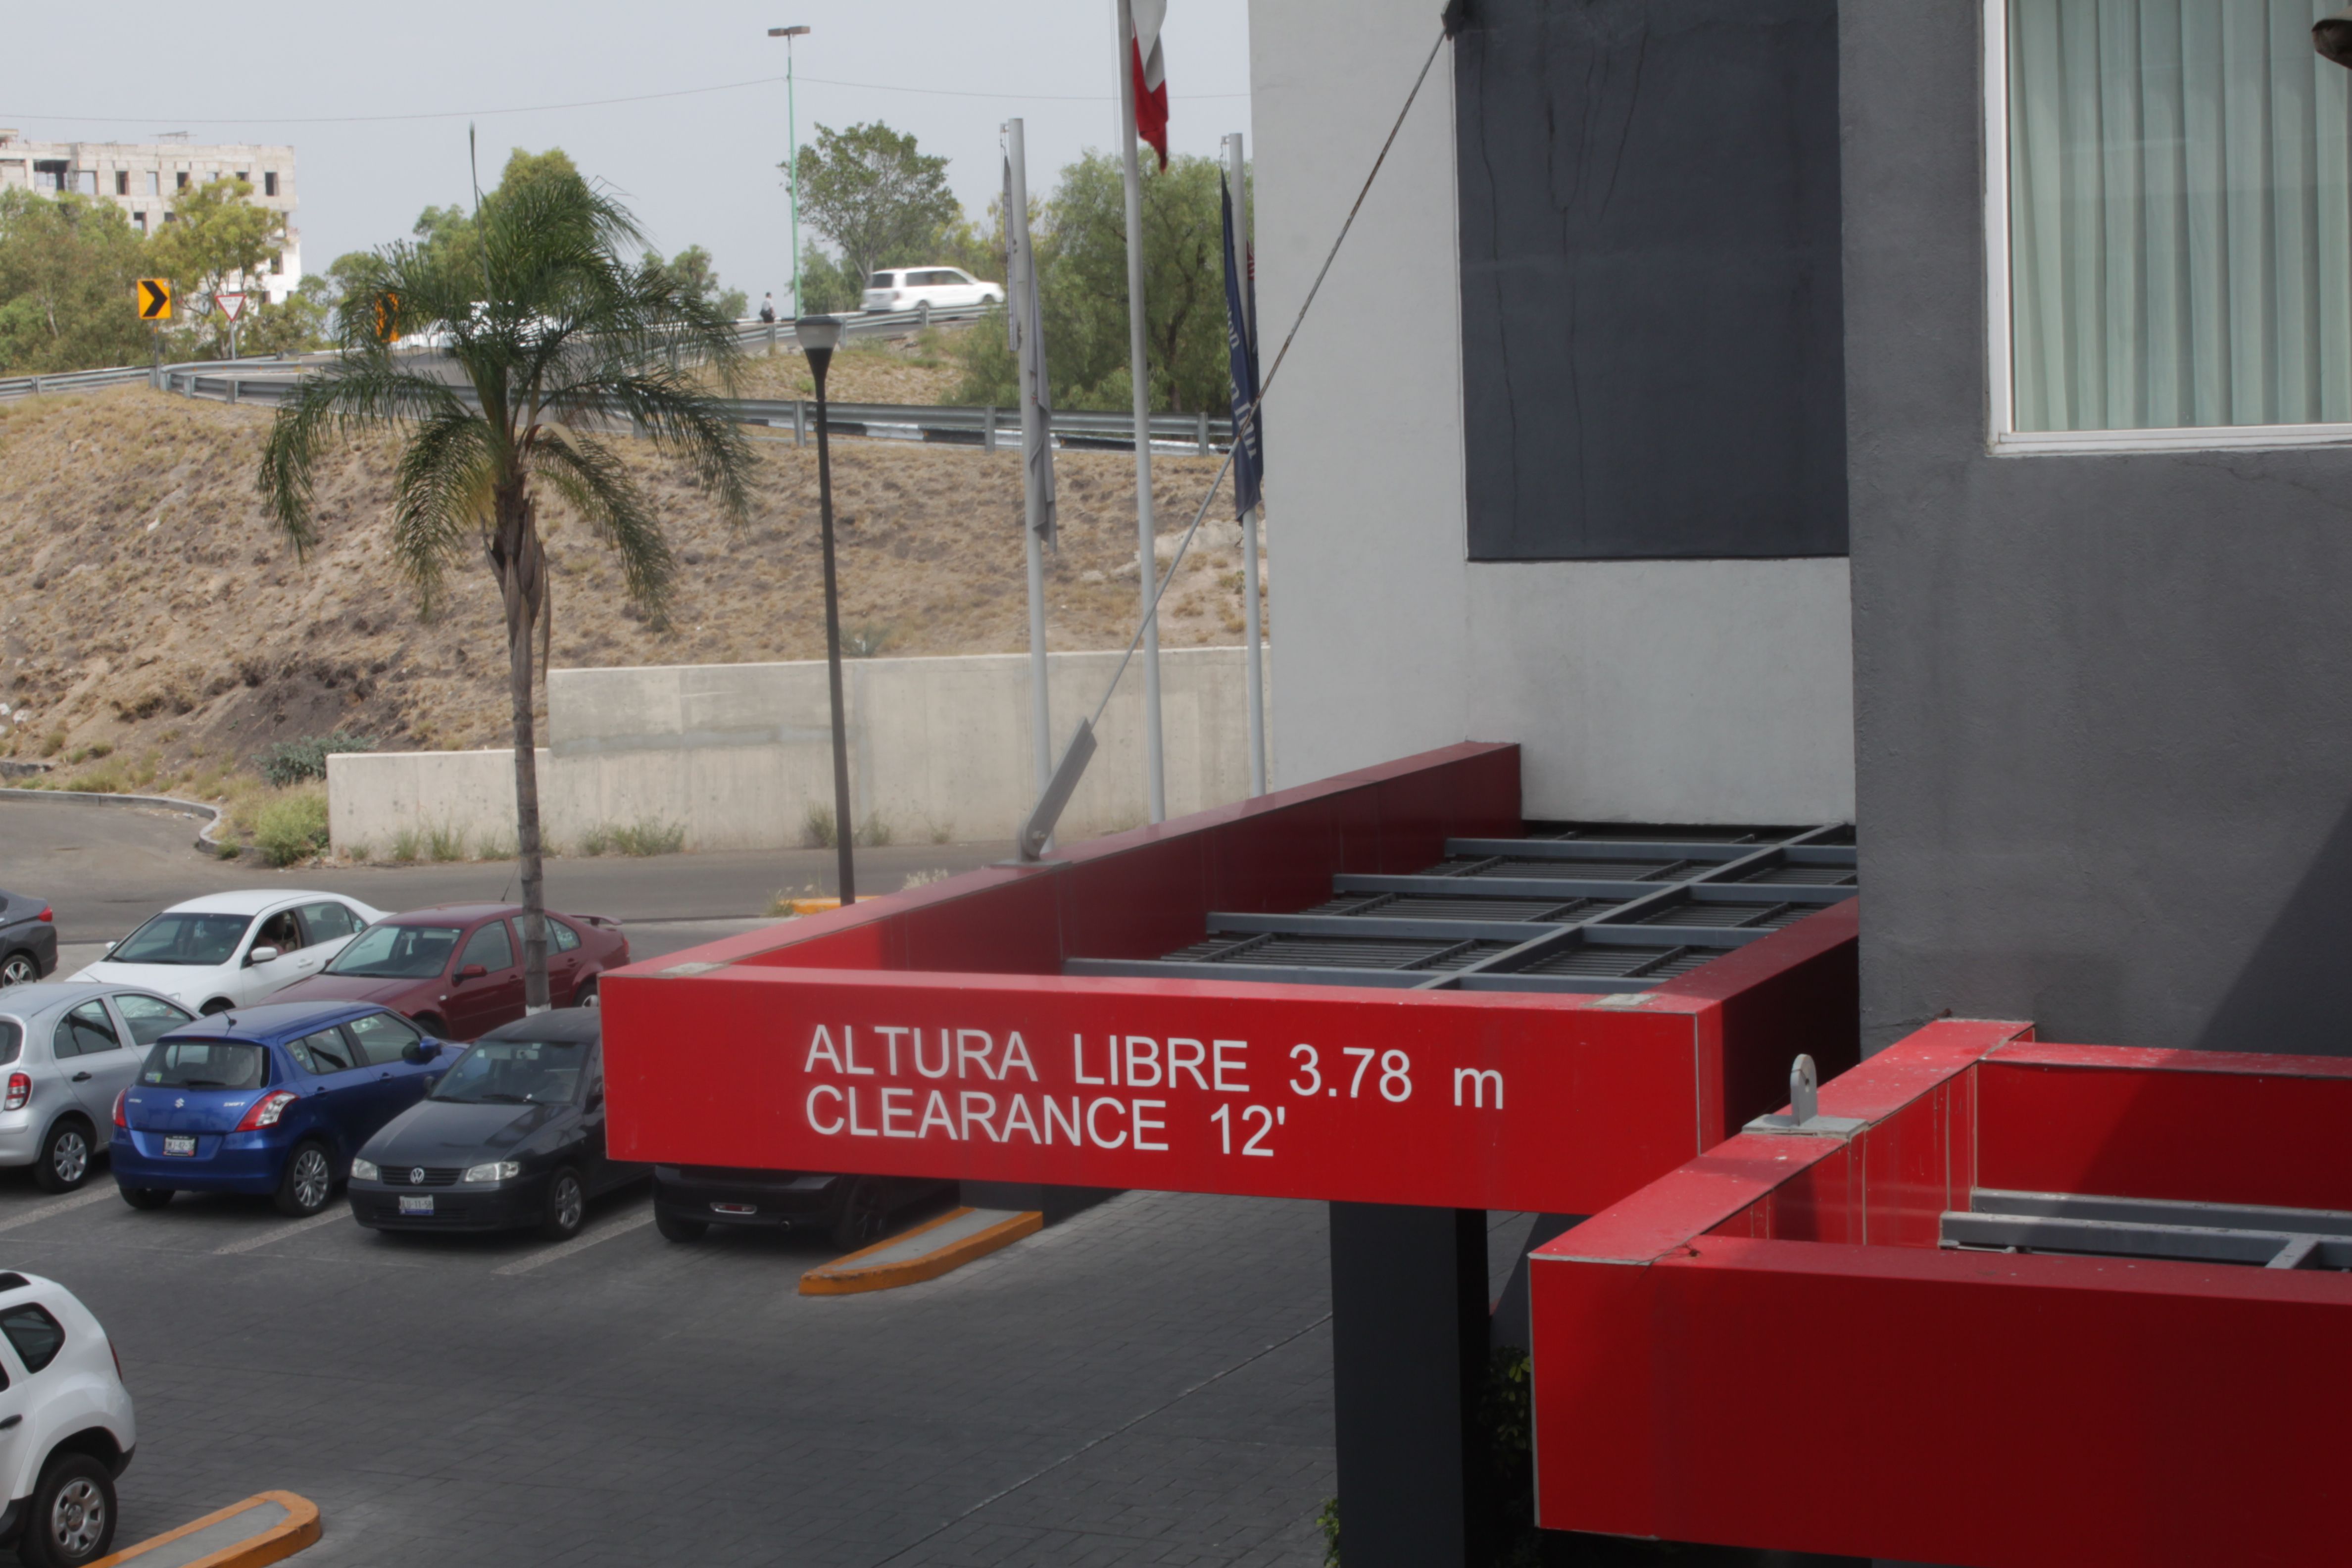 ALTURA LIBRE 3.78 m
CLEARANCE 12'